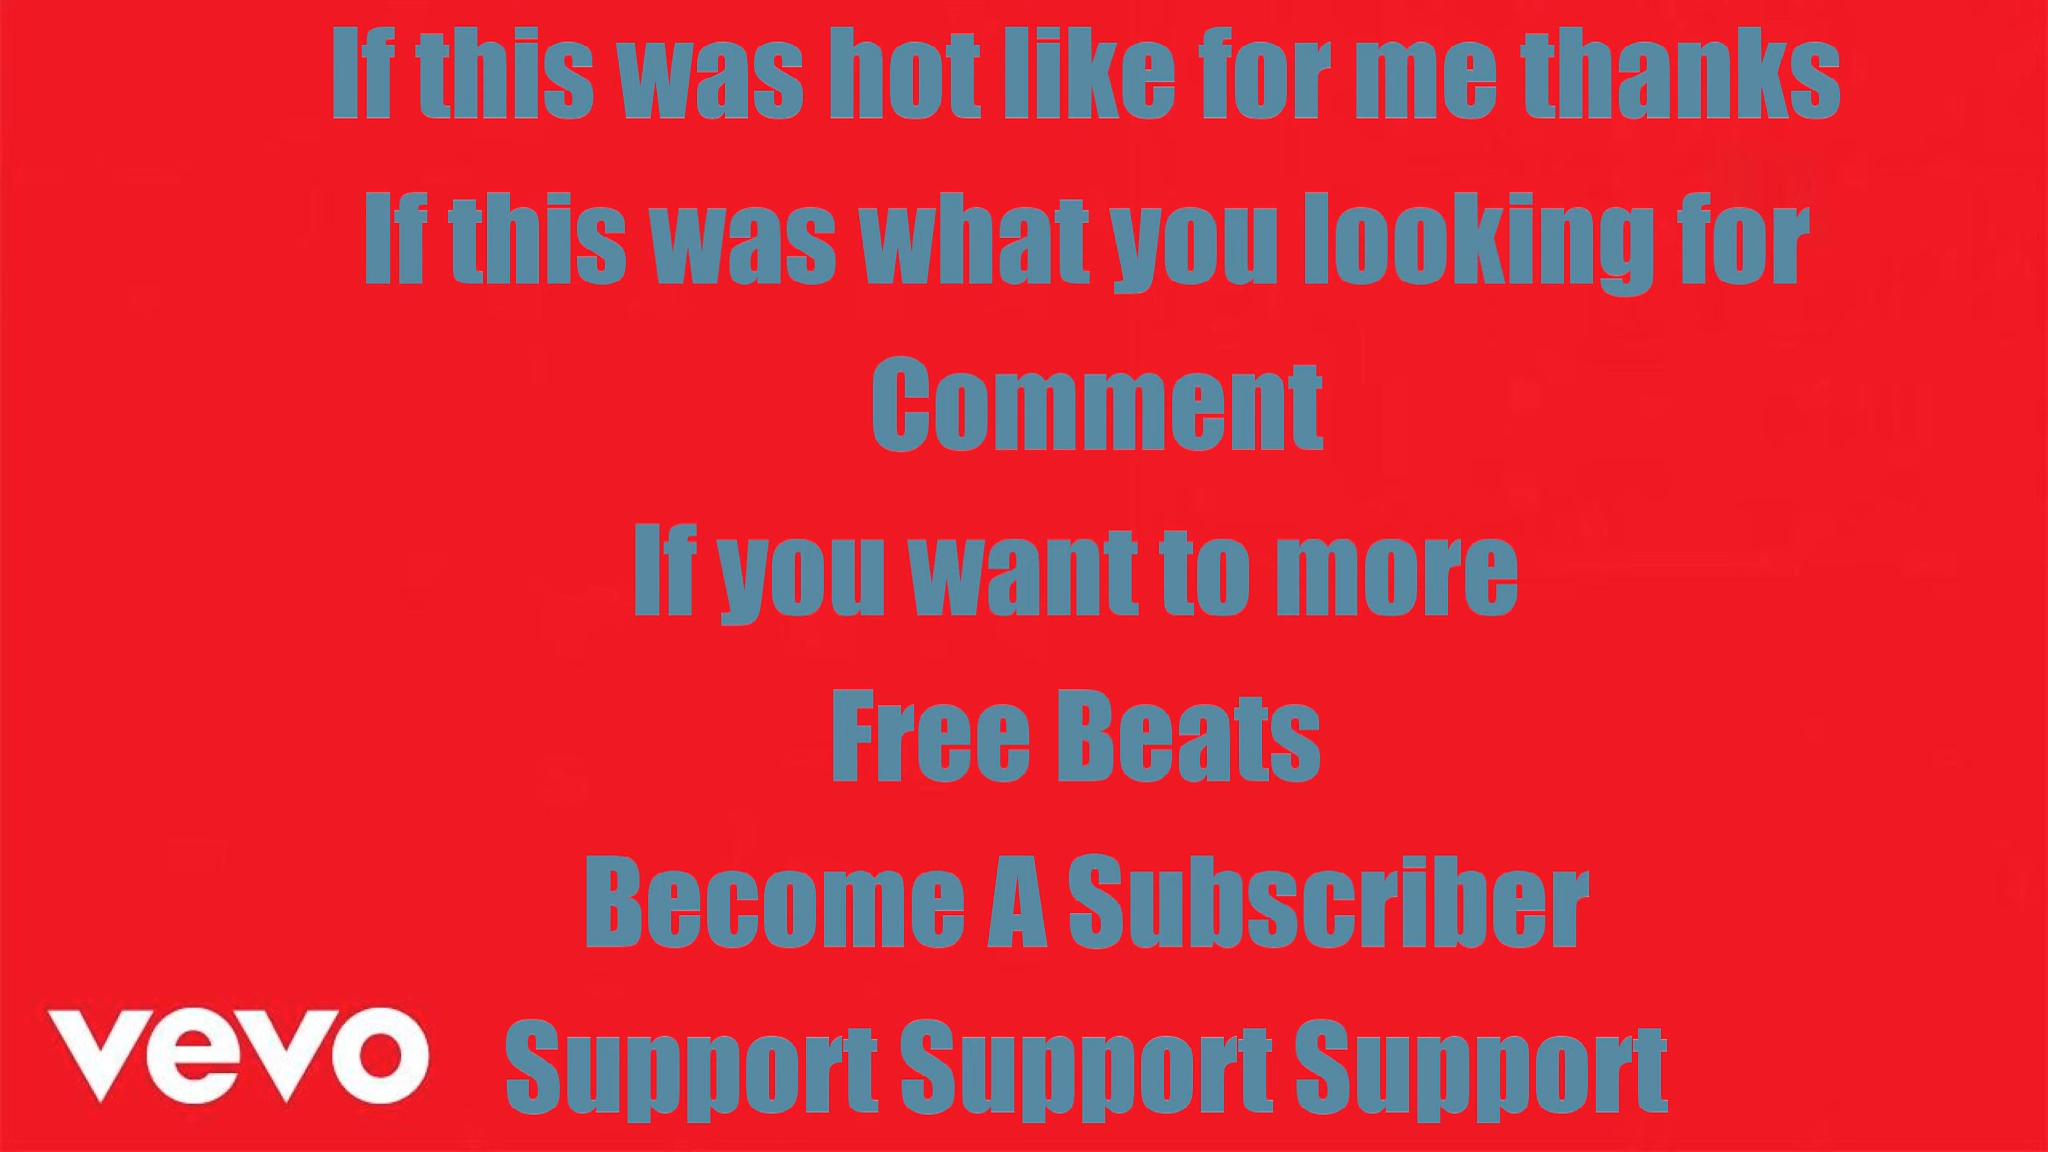 If this was hot like for me thanks
If this was what you looking for
Comment
If you want to more
Free Beats
Become A Subscriber
vevo Support Support Support